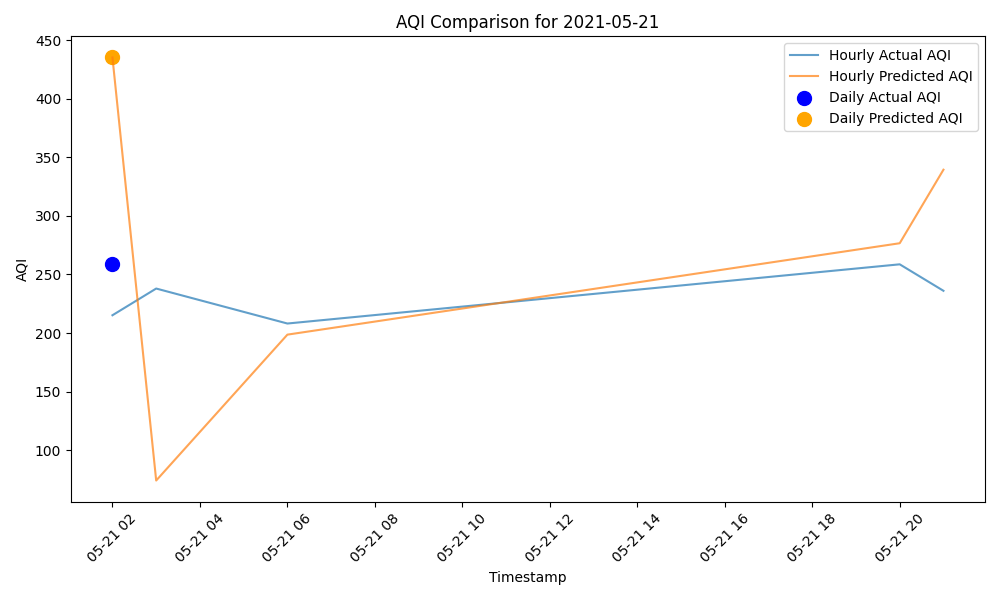 AQI Comparison for 2021-05-21
Hourly Actual AQI
Hourly Predicted AQI
Daily Actual AQI
Daily Predicted AQI
AQI
450
400
350
300
250
200
150
100
05-21 02
05-21 04
05-21 06
05-21 08
05-21 10
05-21 12
05-21 14
05-21 16
05-21 18
05-21 20
Timestamp